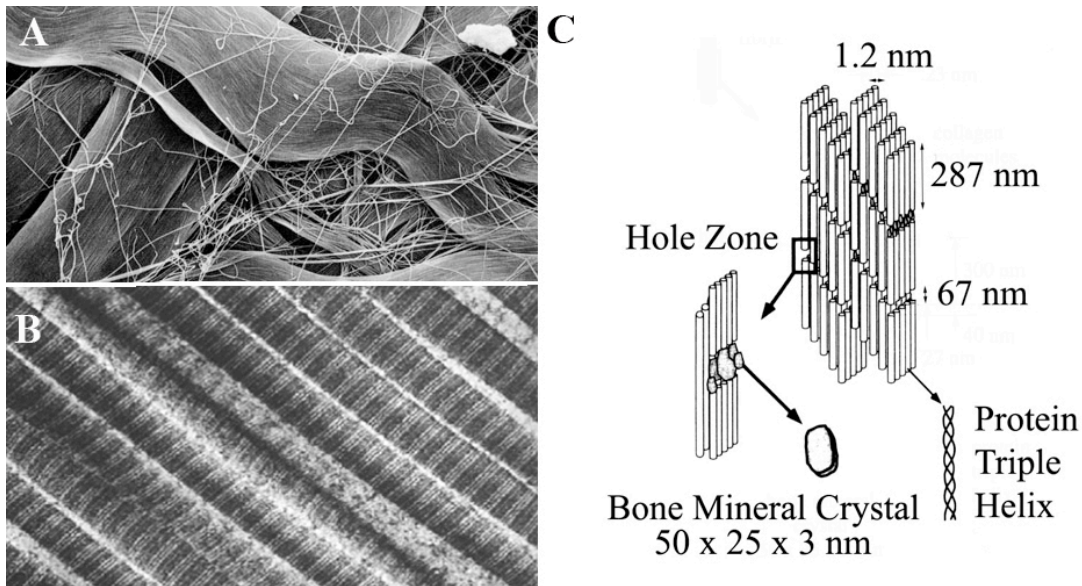 A
B
C
1.2 nm
287 nm
Hole Zone
67 nm
Protein
Triple
Helix
Bone Mineral Crystal
50 x 25 x 3 nm